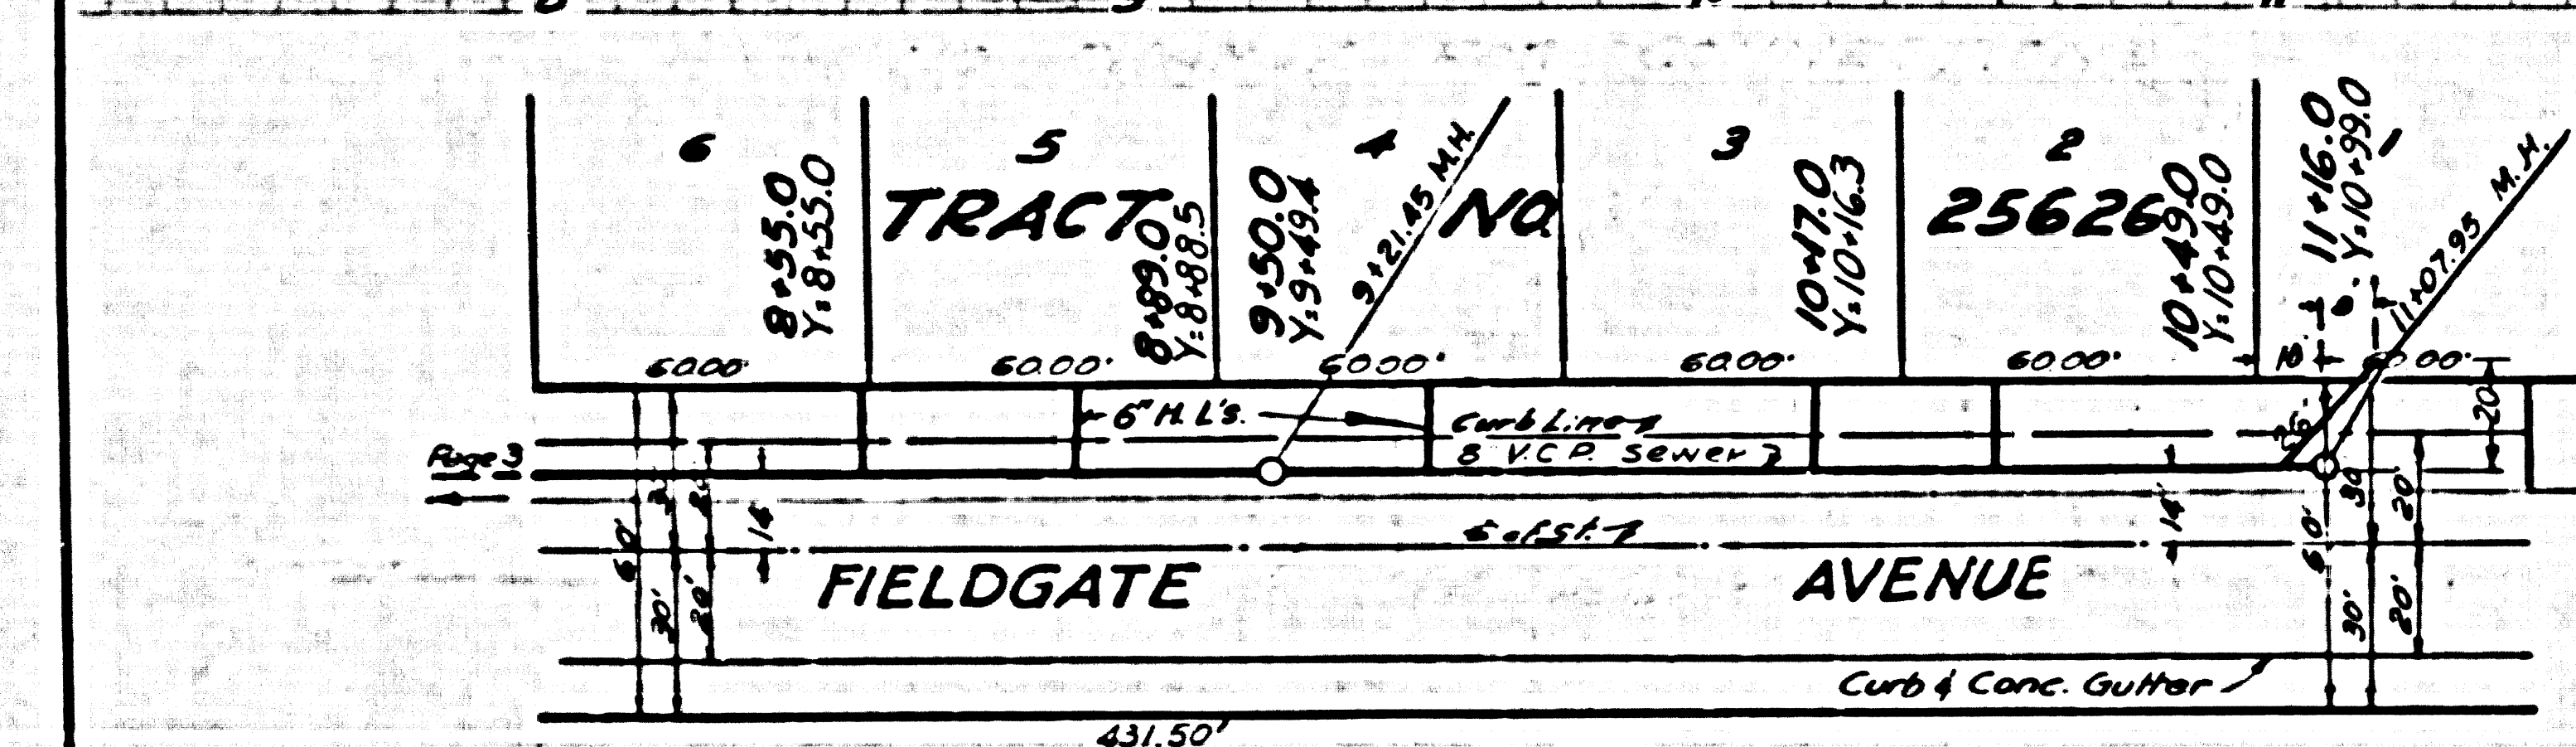 6
5
4
3
2
1
TRACT NO. 25626
8+55.0
Y=8+55.0
8+89.0
Y=8+88.5
9+50.0
Y=9+49.4
9+21.45 M.H.
10+17.0
Y=10+16.3
10+49.0
Y=10+49.0
11+16.0
Y=10+99.0
11+07.95 M.H.
60.00'
60.00'
60.00'
60.00'
60.00'
60.00'
20
6" H.L's.
Curb Line
8" V.C.P. Sewer
Page 3
14'
14'
30
20'
60'
60'
℄ of St.
FIELDGATE AVENUE
30'
20'
30'
20'
Curb & Conc. Gutter
431.50'